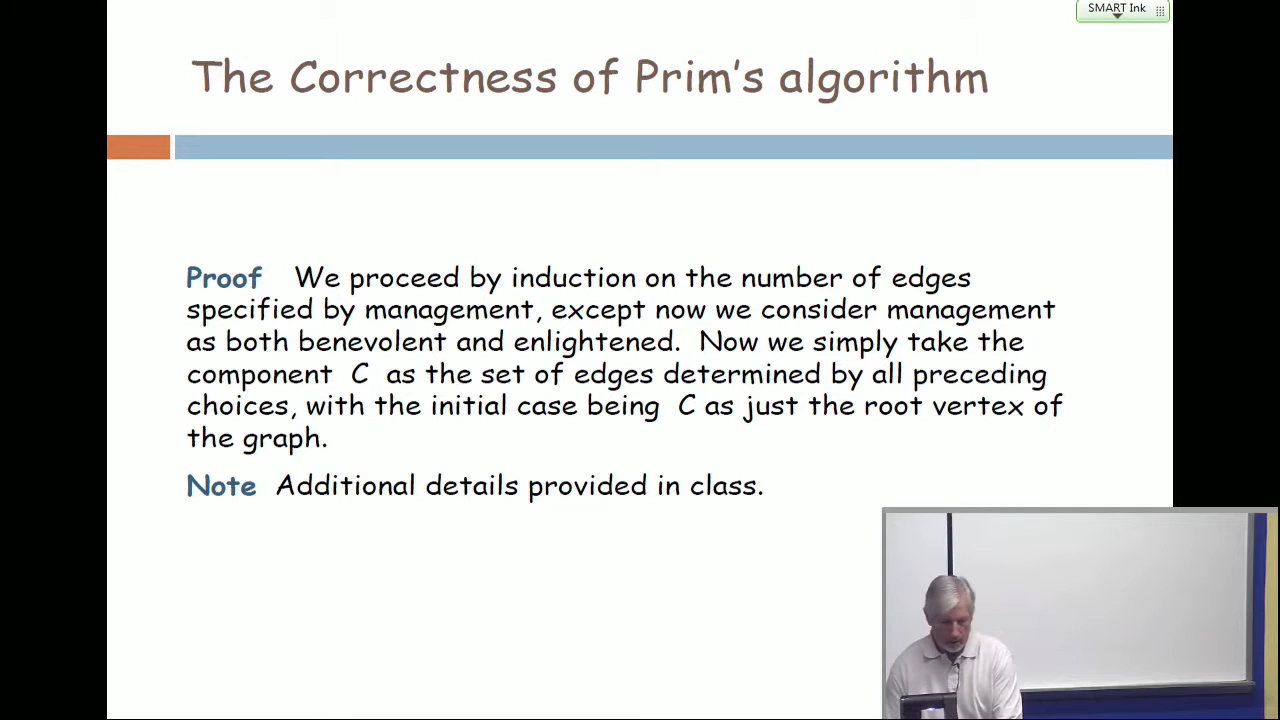 SMART Ink
The Correctness of Prim's algorithm
Proof We proceed by induction on the number of edges
specified by management, except now we consider management
as both benevolent and enlightened. Now we simply take the
component C as the set of edges determined by all preceding
choices, with the initial case being C as just the root vertex of
the graph.
Note Additional details provided in class.